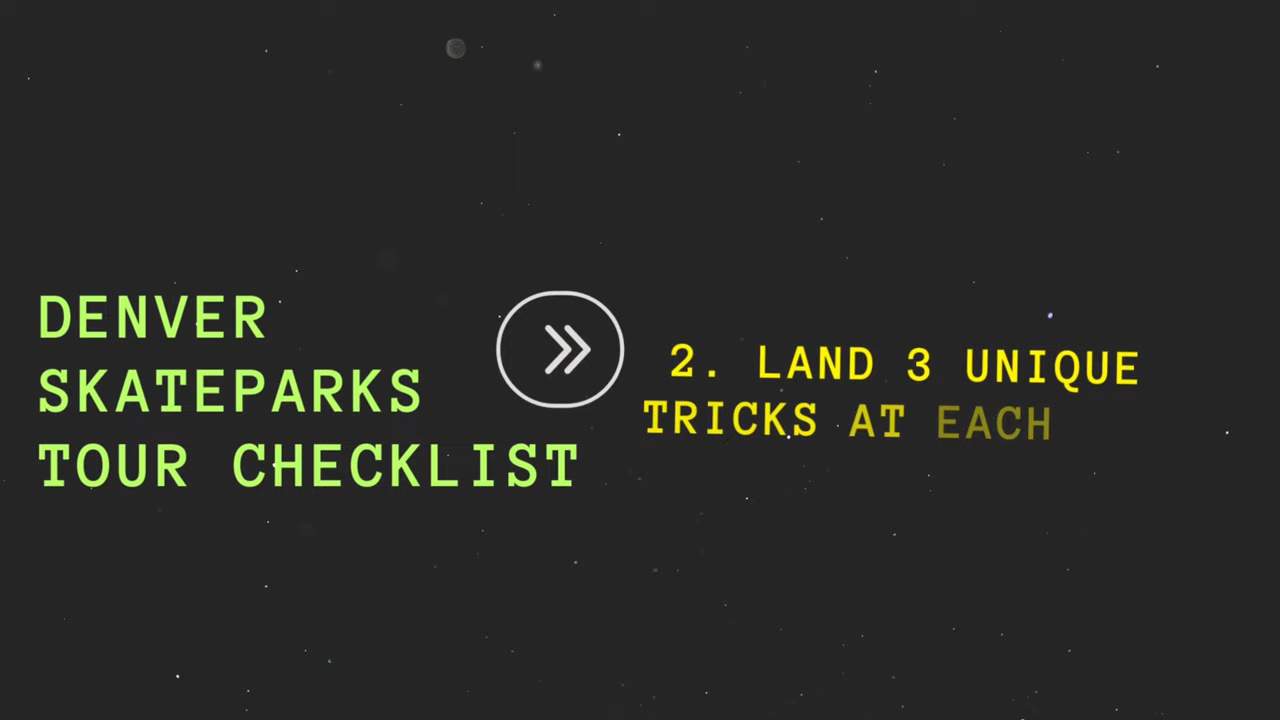 DENVER
SKATEPARKS
TOUR CHECKLIST
2. LAND 3 UNIQUE
TRICKS AT EACH